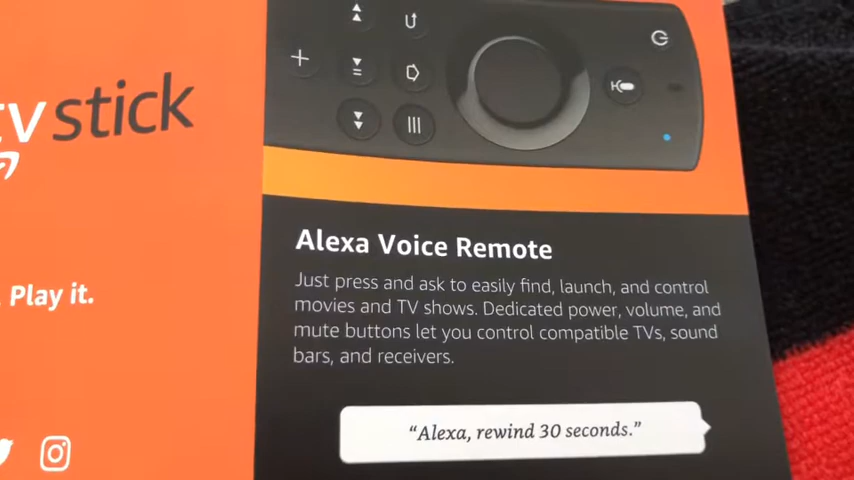 tv stick
Play it.
Alexa Voice Remote
Just press and ask to easily find, launch, and control
movies and TV shows. Dedicated power, volume, and
mute buttons let you control compatible TVs, sound
bars, and receivers.
“Alexa, rewind 30 seconds.”